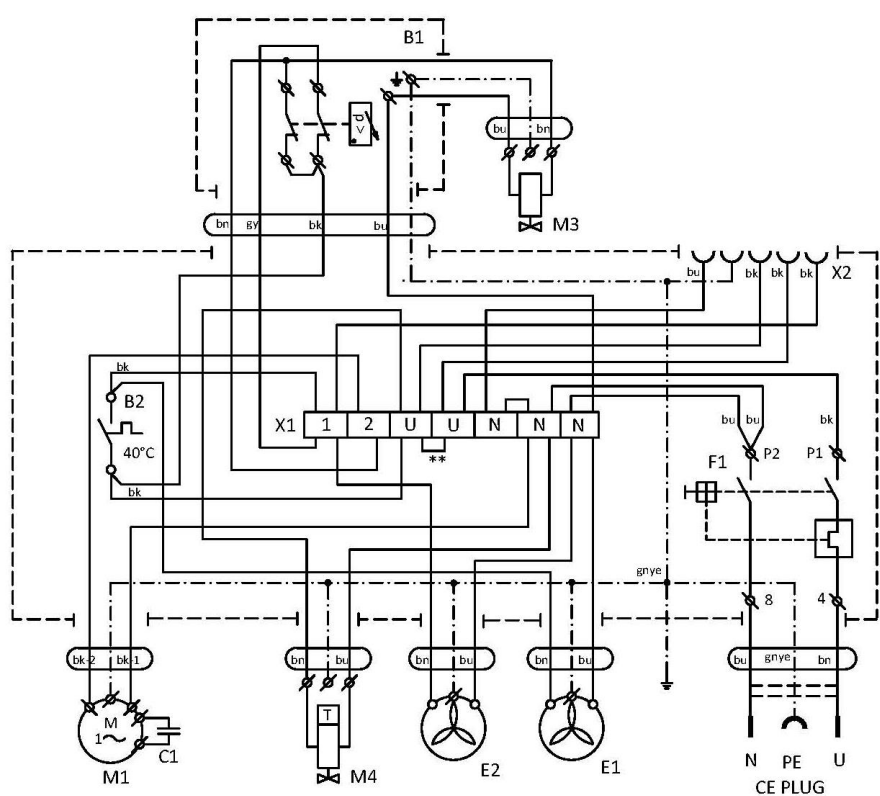 B1
<d
bu bn
M3
bn gy bk bu
bu bk bk bk
X2
bk
B2
40°C
bk
X1 1 2 U U N N N
**
bu bu bk
F1 P2 P1
gnye
8 4
bk-2 bk-1
bn bu
bn bu
bn bu
bu gnye bn
M
1~
C1
M1
T
M4
E2
E1
N PE U
CE PLUG